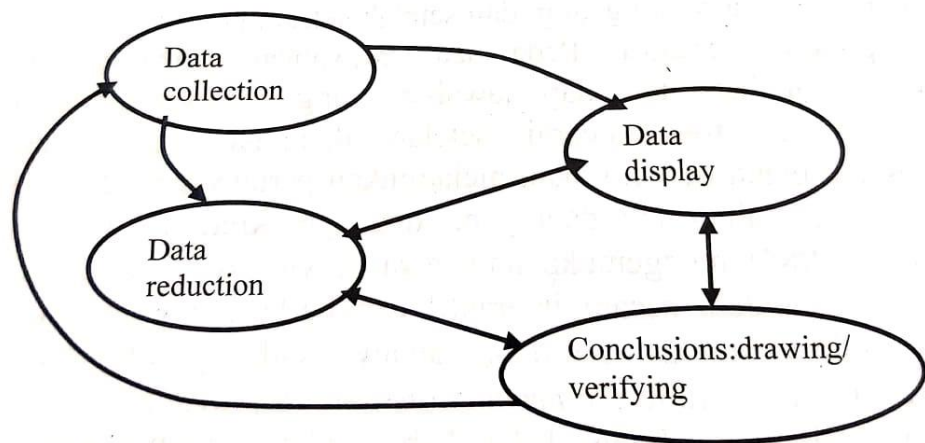 Data
collection
Data
display
Data
reduction
Conclusions:drawing/
verifying